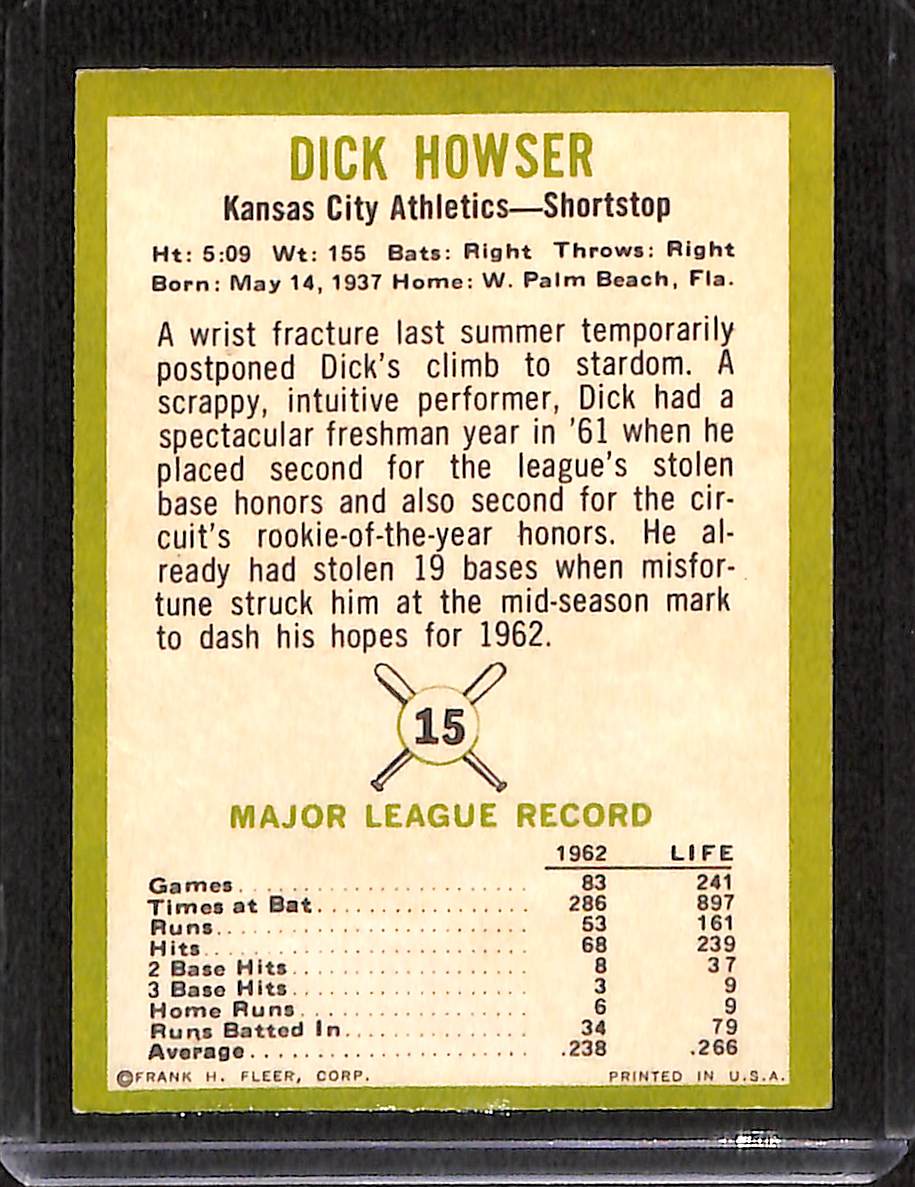 DICK HOWSER
Kansas City Athletics—Shortstop
Ht: 5:09 Wt: 155 Bats: Right Throws: Right
Born: May 14, 1937 Home: W. Palm Beach, Fla.
A wrist fracture last summer temporarily
postponed Dick's climb to stardom. A
scrappy, intuitive performer, Dick had a
spectacular freshman year in '61 when he
placed second for the league's stolen
base honors and also second for the cir-
cuit's rookie-of-the-year honors. He al-
ready had stolen 19 bases when misfor-
tune struck him at the mid-season mark
to dash his hopes for 1962.
15
MAJOR LEAGUE RECORD
1962 LIFE
Games 83 241
Times at Bat 286 897
Runs 53 161
Hits 68 239
2 Base Hits 8 37
3 Base Hits 3 9
Home Runs 6 9
Runs Batted In 34 79
Average .238 .266
©FRANK H. FLEER, CORP. PRINTED IN U.S.A.